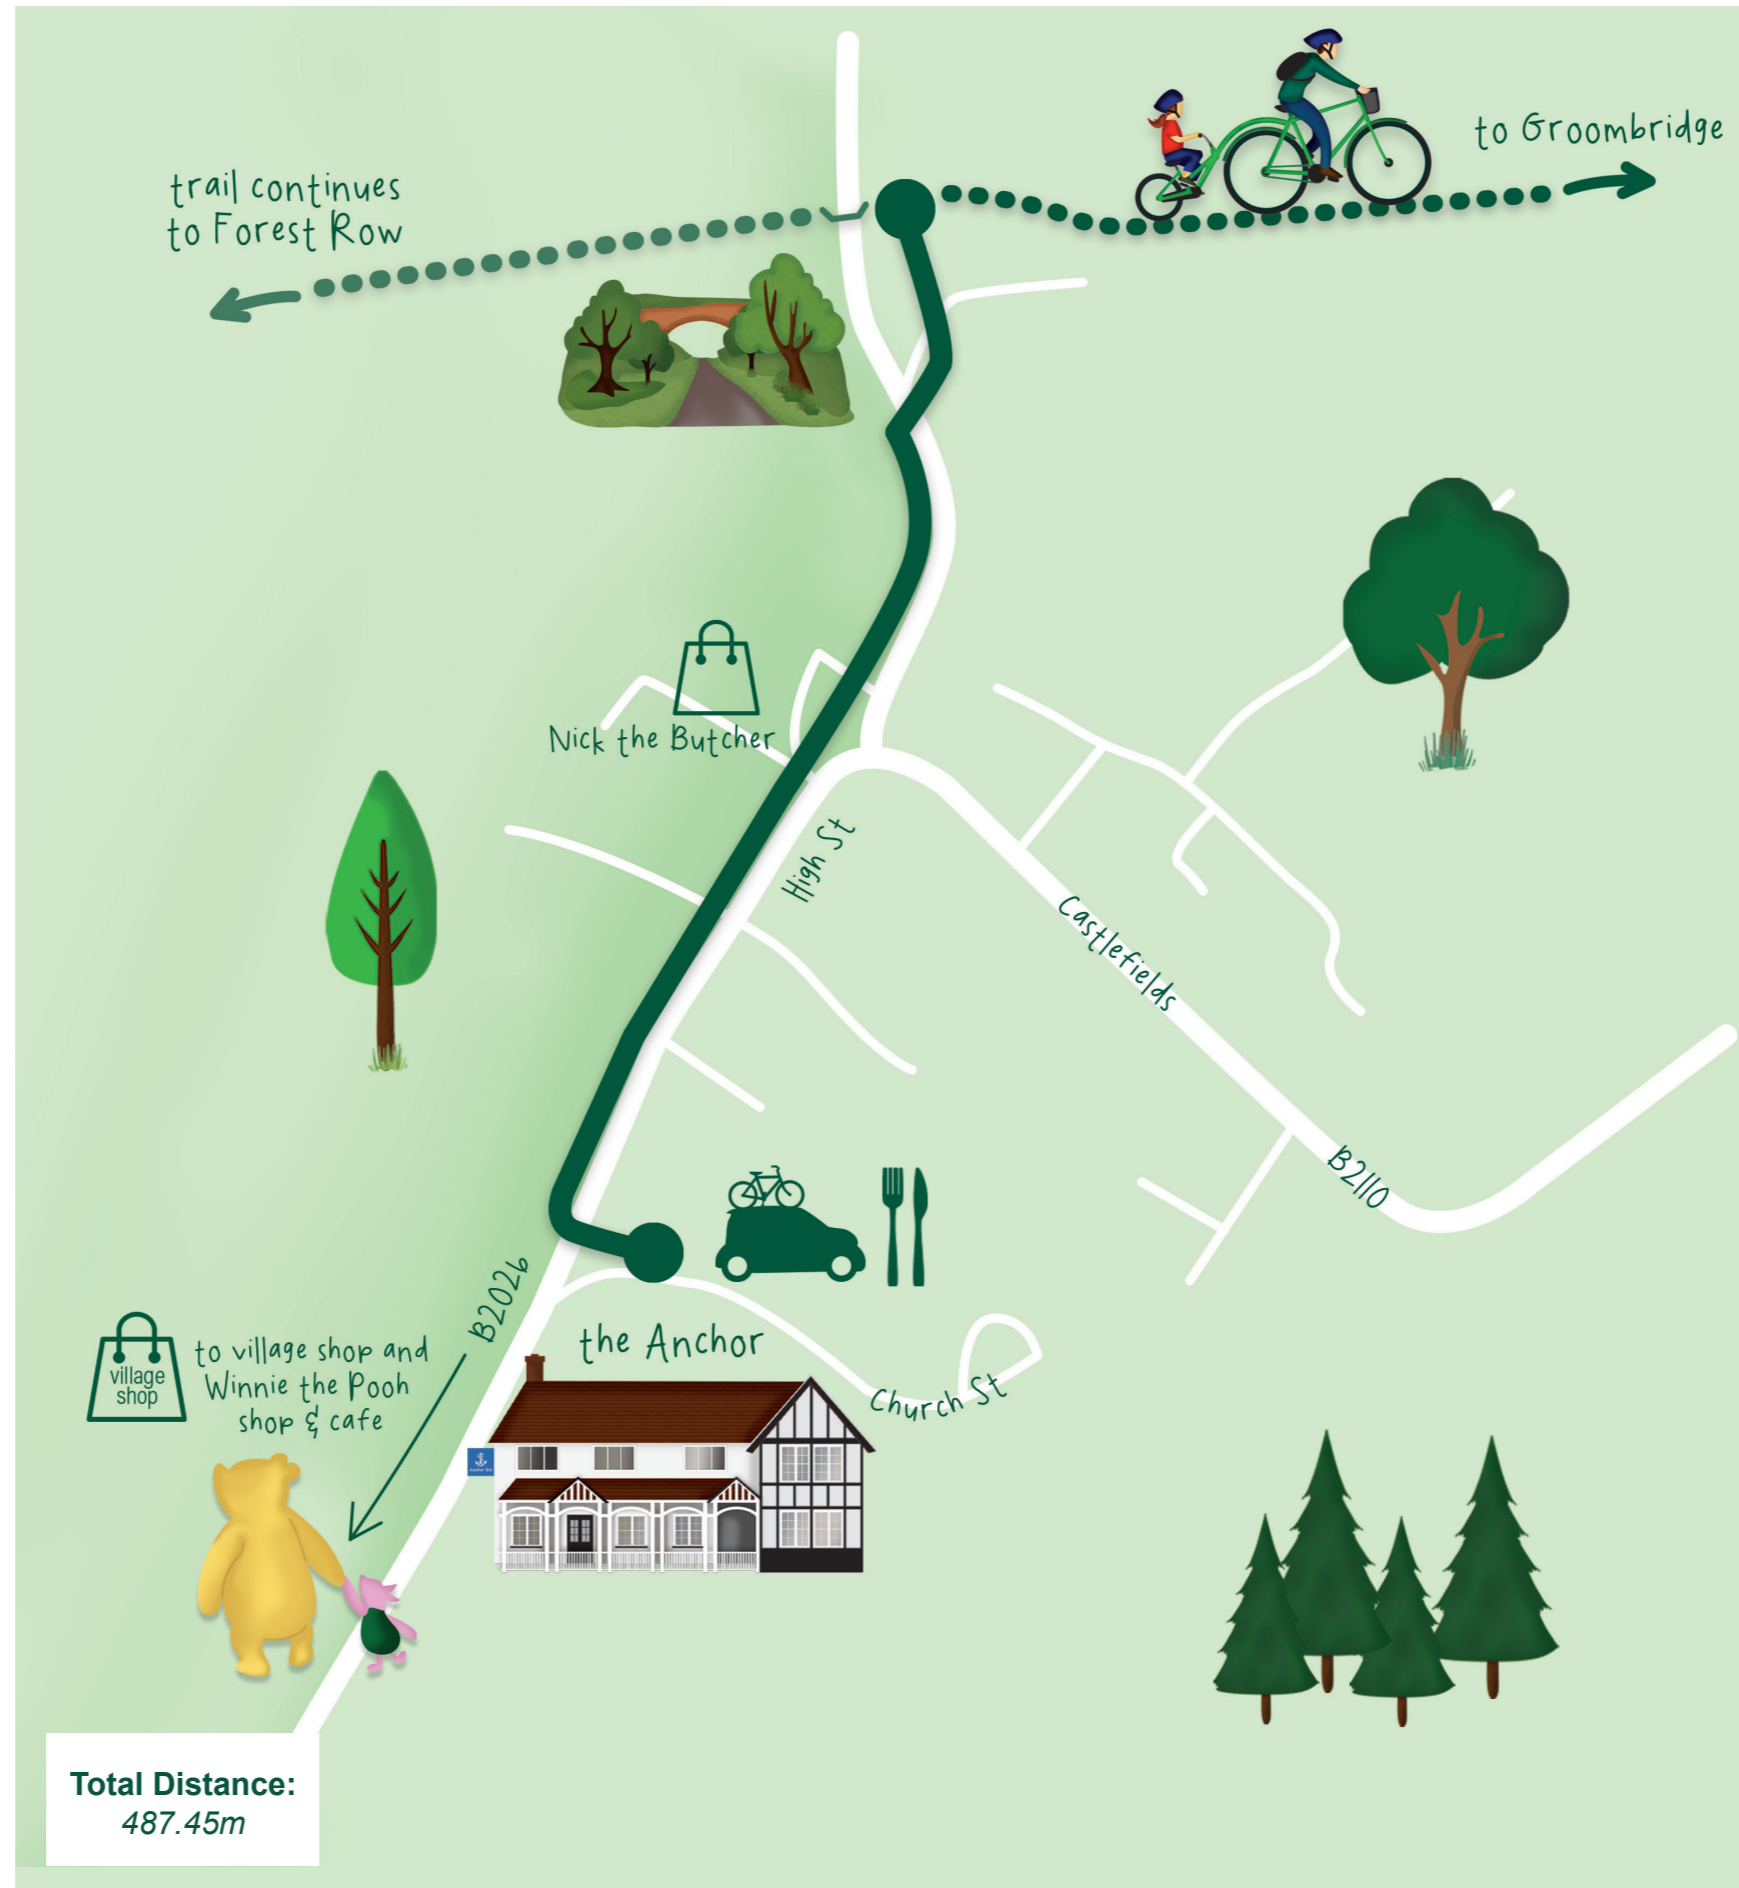 to Groombridge
trail continues
to Forest Row
Nick the Butcher
High St
Castlefields
B2110
B2026
the Anchor
Church St
village
shop
to village shop and
Winnie the Pooh
shop & cafe
Total Distance:
487.45m